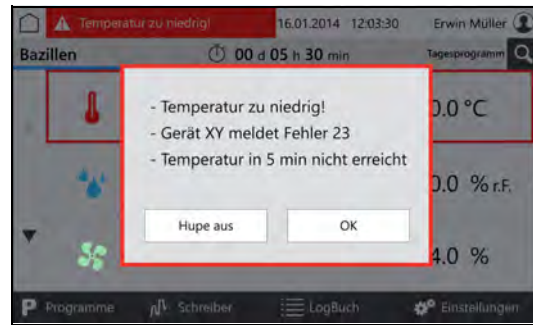 Temperatur zu niedrig! 16.01.2014 12:03:30 Erwin Müller
Bazillen 00 d 05 h 30 min Tagesprogramm
- Temperatur zu niedrig!
- Gerät XY meldet Fehler 23
- Temperatur in 5 min nicht erreicht
Hupe aus OK
0.0 °C
0.0 % r.F.
4.0 %
P Programme Schreiber LogBuch Einstellungen